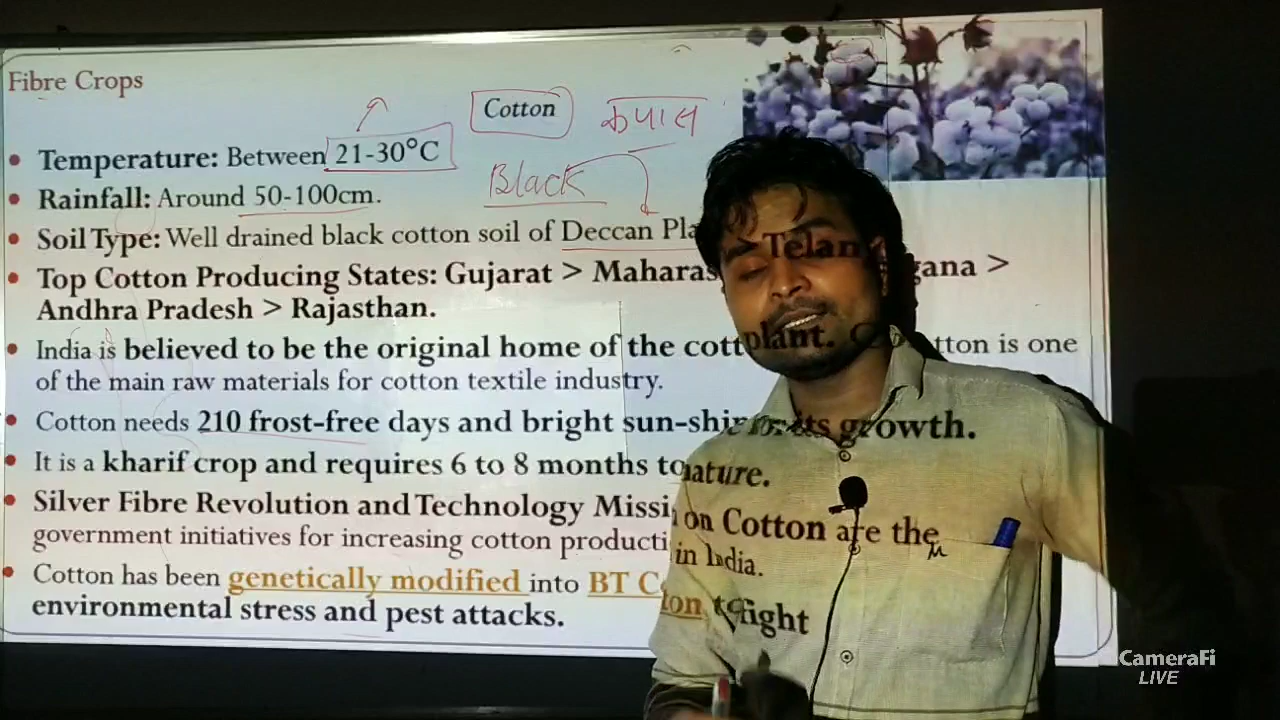 Fibre Crops
Cotton
कपास
Temperature: Between 21-30°C
Black
Rainfall: Around 50-100cm.
Soil Type: Well drained black cotton soil of Deccan Pla
Top Cotton Producing States: Gujarat > Maharas Telan gana >
Andhra Pradesh > Rajasthan.
India is believed to be the original home of the cott plant. tton is one
of the main raw materials for cotton textile industry.
Cotton needs 210 frost-free days and bright sun-shi its growth.
It is a kharif crop and requires 6 to 8 months to ature.
Silver Fibre Revolution and Technology Missi on Cotton are the
government initiatives for increasing cotton producti in India.
Cotton has been genetically modified into BT C ton t fight
environmental stress and pest attacks.
CameraFi
LIVE